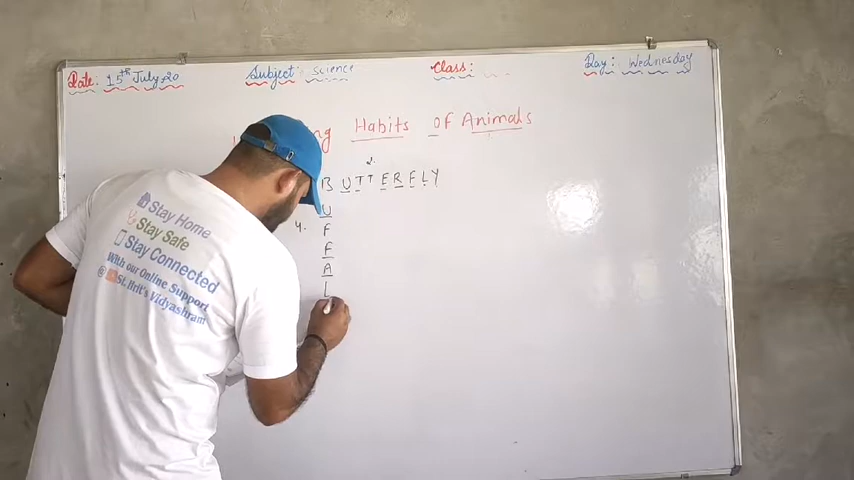 Date: 15th July, 20 Subject: Science Class: Day: Wednesday
Habits of Animals
2.
BUTTERFLY
U
4. F
F
A
L
Stay Home
Stay Safe
Stay Connected
With our Online Support
@ St. Brit's Vidyashram